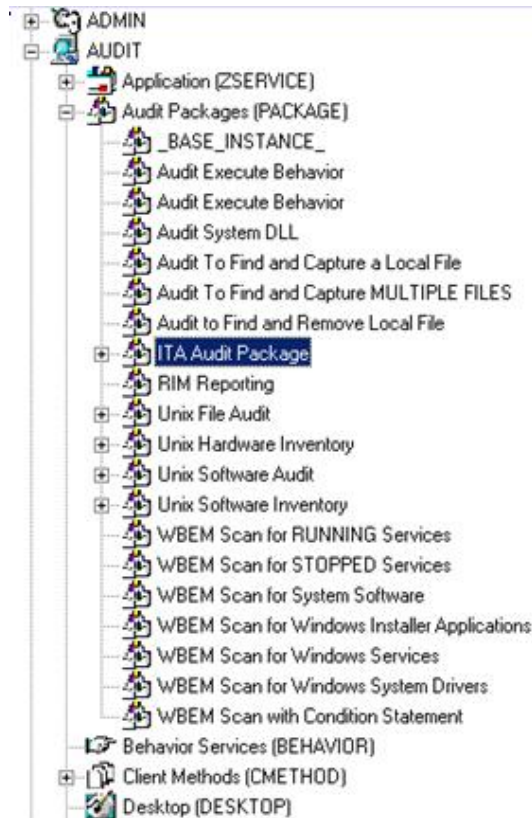 ADMIN
AUDIT
Application (ZSERVICE)
Audit Packages (PACKAGE)
_BASE_INSTANCE_
Audit Execute Behavior
Audit Execute Behavior
Audit System DLL
Audit To Find and Capture a Local File
Audit To Find and Capture MULTIPLE FILES
Audit to Find and Remove Local File
ITA Audit Package
RIM Reporting
Unix File Audit
Unix Hardware Inventory
Unix Software Audit
Unix Software Inventory
WBEM Scan for RUNNING Services
WBEM Scan for STOPPED Services
WBEM Scan for System Software
WBEM Scan for Windows Installer Applications
WBEM Scan for Windows Services
WBEM Scan for Windows System Drivers
WBEM Scan with Condition Statement
Behavior Services (BEHAVIOR)
Client Methods (CMETHOD)
Desktop (DESKTOP)